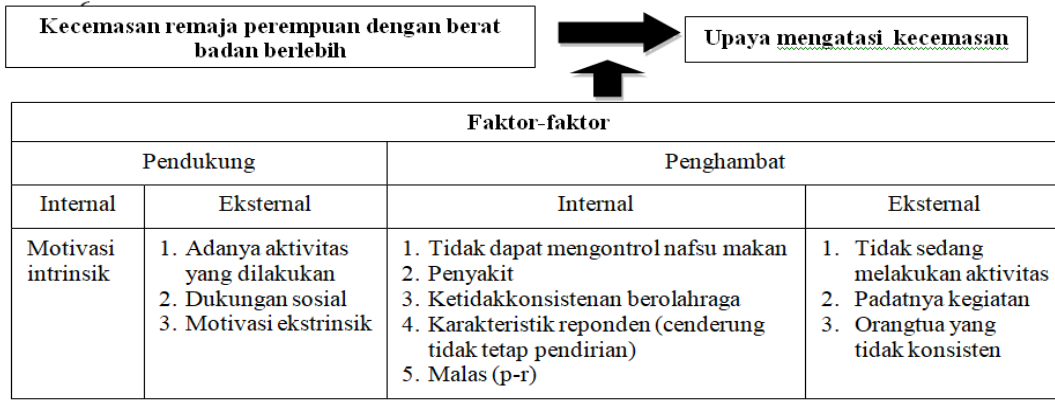 Kecemasan remaja perempuan dengan berat
badan berlebih
Upaya mengatasi kecemasan
Faktor-faktor
Pendukung
Penghambat
Internal
Eksternal
Internal
Eksternal
Motivasi
intrinsik
1. Adanya aktivitas
yang dilakukan
2. Dukungan sosial
3. Motivasi ekstrinsik
1. Tidak dapat mengontrol nafsu makan
2. Penyakit
3. Ketidakkonsistenan berolahraga
4. Karakteristik reponden (cenderung
tidak tetap pendirian)
5. Malas (p-r)
1. Tidak sedang
melakukan aktivitas
2. Padatnya kegiatan
3. Orangtua yang
tidak konsisten